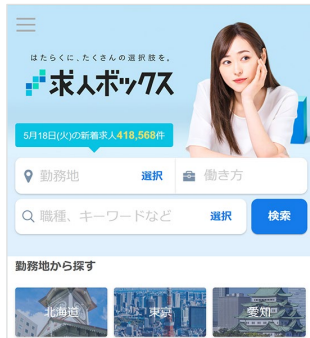 はたらくに、たくさんの選択肢を。
求人ボックス
5月18日(火)の新着求人418,568件
勤務地 選択 働き方
職種、キーワードなど 選択 検索
勤務地から探す
北海道 東京 愛知